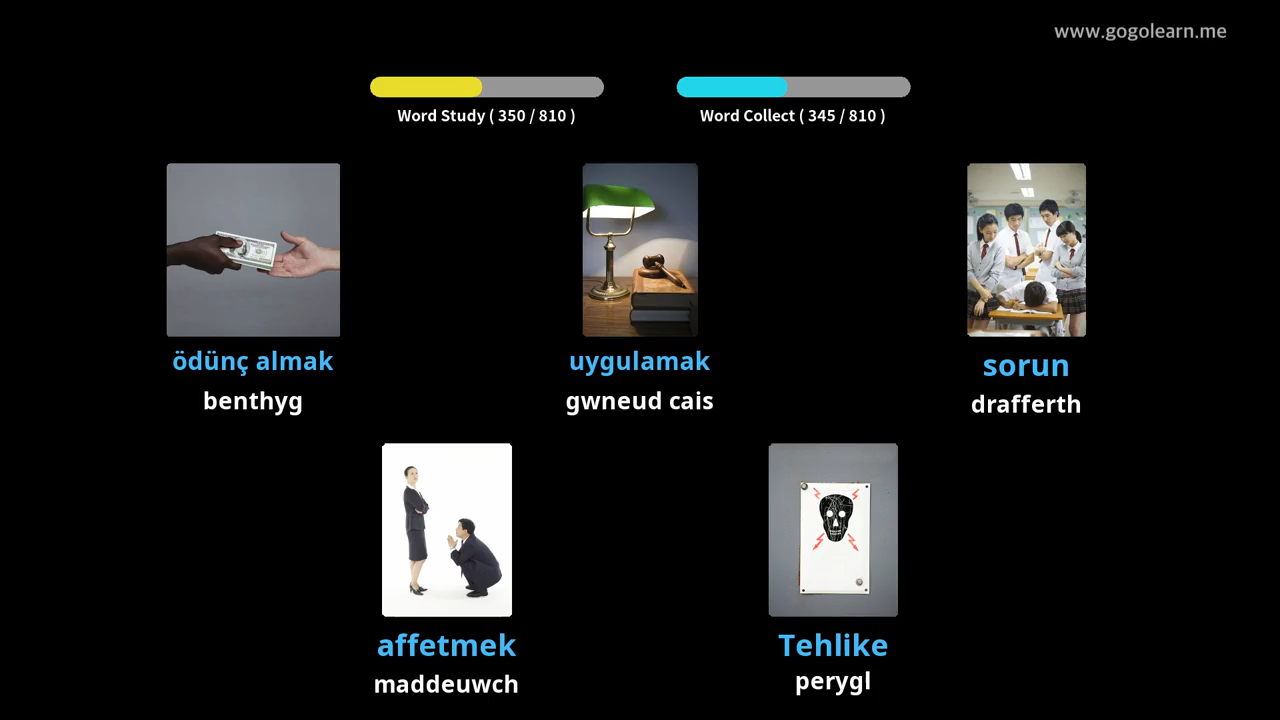 www.gogolearn.me
Word Study ( 350 / 810 )
Word Collect ( 345 / 810 )
ödünç almak
benthyg
uygulamak
gwneud cais
sorun
drafferth
affetmek
maddeuwch
Tehlike
perygl